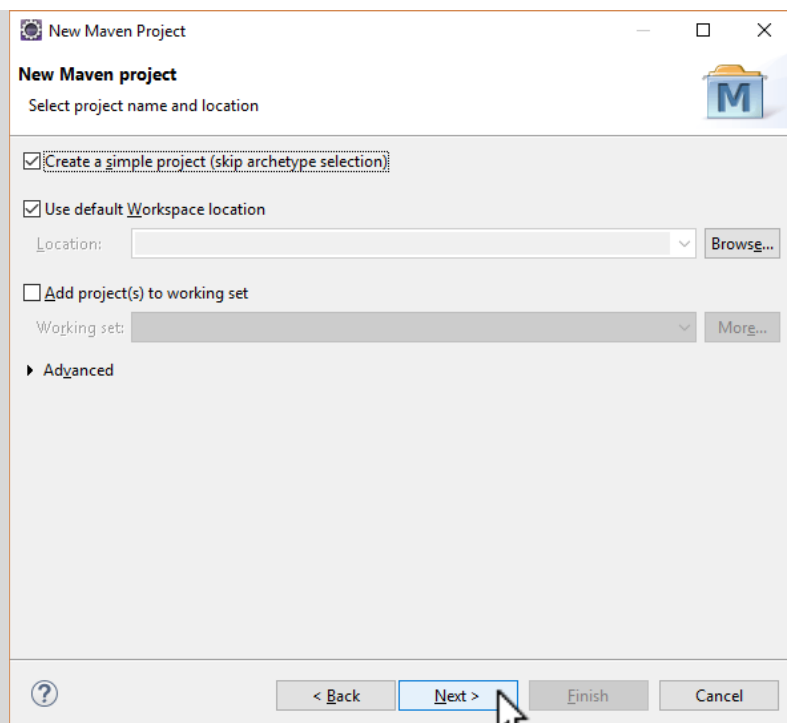 New Maven Project
New Maven project
Select project name and location
M
Create a simple project (skip archetype selection)
Use default Workspace location
Location:
Browse...
Add project(s) to working set
Working set:
More...
Advanced
?
< Back
Next >
Finish
Cancel